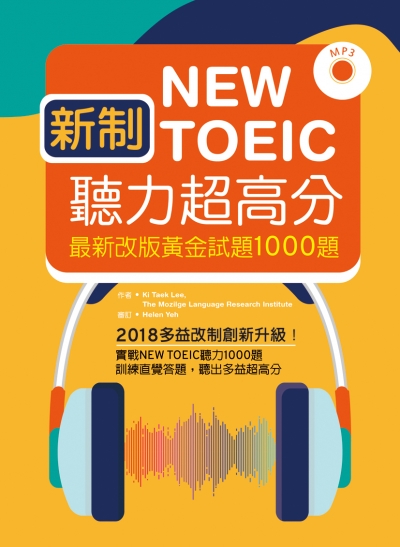 MP3
NEW
新制 TOEIC
聽力超高分
最新改版黃金試題1000題
作者 • Ki Taek Lee,
The Mozilge Language Research Institute
審訂 • Helen Yeh
2018多益改制創新升級！
實戰NEW TOEIC聽力1000題
訓練直覺答題，聽出多益超高分